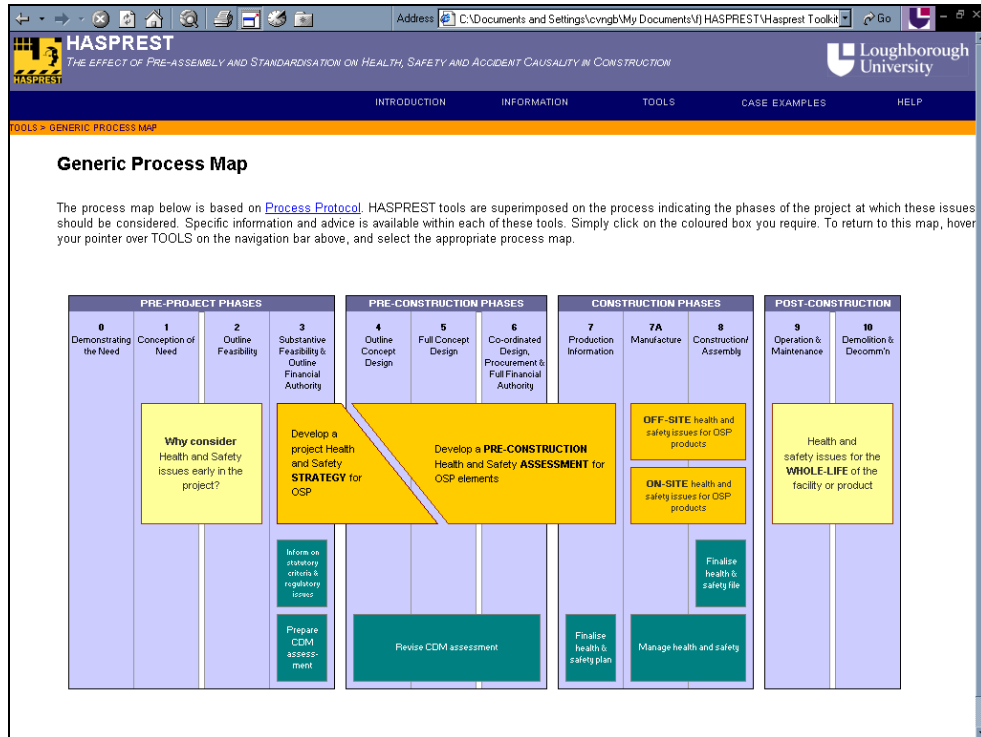 Address C:\Documents and Settings\cvngb\My Documents\f) HASPREST\Hasprest Toolkit Go
HASPREST
THE EFFECT OF PRE-ASSEMBLY AND STANDARDISATION ON HEALTH, SAFETY AND ACCIDENT CAUSALITY IN CONSTRUCTION
HASPREST
Loughborough
University
INTRODUCTION INFORMATION TOOLS CASE EXAMPLES HELP
TOOLS > GENERIC PROCESS MAP
Generic Process Map
The process map below is based on Process Protocol. HASPREST tools are superimposed on the process indicating the phases of the project at which these issues
should be considered. Specific information and advice is available within each of these tools. Simply click on the coloured box you require. To return to this map, hover
your pointer over TOOLS on the navigation bar above, and select the appropriate process map.
PRE-PROJECT PHASES
PRE-CONSTRUCTION PHASES
CONSTRUCTION PHASES
POST-CONSTRUCTION
0
Demonstrating
the Need
1
Conception of
Need
2
Outline
Feasibility
3
Substantive
Feasibility &
Outline
Financial
Authority
4
Outline
Concept
Design
5
Full Concept
Design
6
Co-ordinated
Design,
Procurement &
Full Financial
Authority
7
Production
Information
7A
Manufacture
8
Construction/
Assembly
9
Operation &
Maintenance
10
Demolition &
Decomm'n
Why consider
Health and Safety
issues early in the
project?
Develop a
project Health
and Safety
STRATEGY for
OSP
Develop a PRE-CONSTRUCTION
Health and Safety ASSESSMENT for
OSP elements
OFF-SITE health and
safety issues for OSP
products
ON-SITE health and
safety issues for OSP
products
Health and
safety issues for the
WHOLE-LIFE of the
facility or product
Inform on
statutory
criteria &
regulatory
issues
Finalise
health &
safety file
Prepare
CDM
assess-
ment
Revise CDM assessment
Finalise
health &
safety plan
Manage health and safety